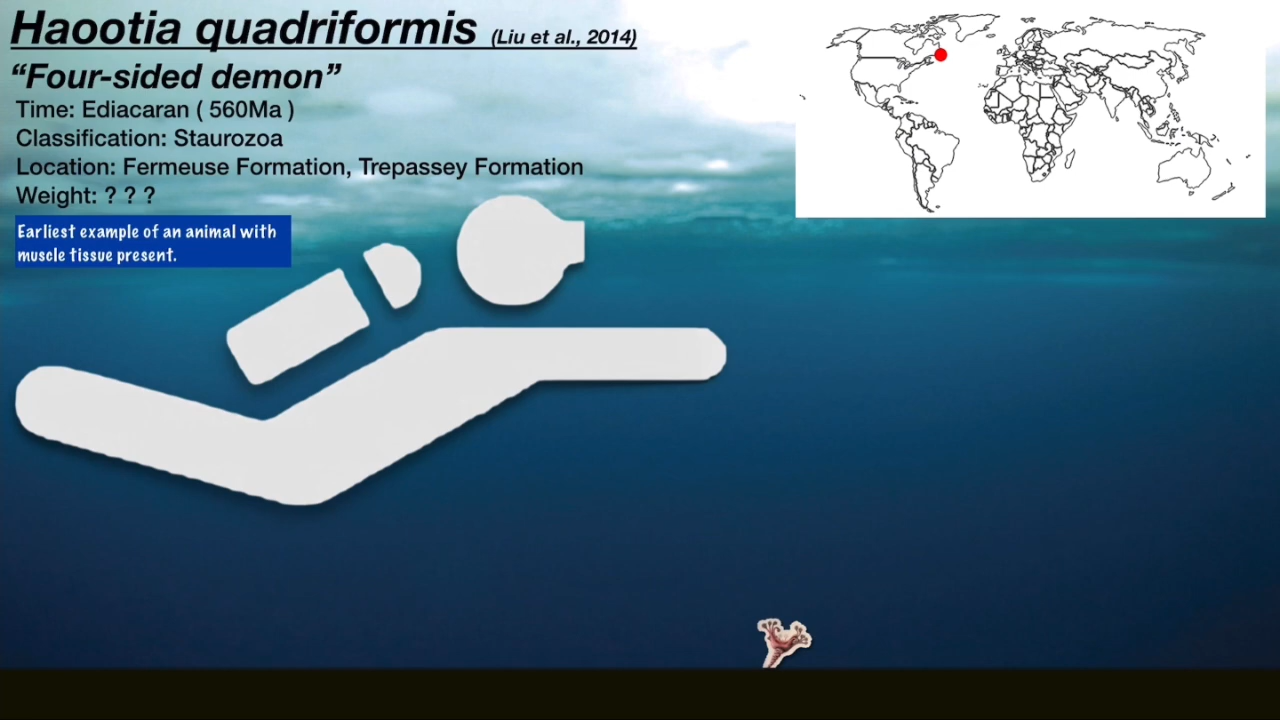 Haootia quadriformis (Liu et al., 2014)
“Four-sided demon”
Time: Ediacaran ( 560Ma )
Classification: Staurozoa
Location: Fermeuse Formation, Trepassey Formation
Weight: ? ? ?
Earliest example of an animal with
muscle tissue present.